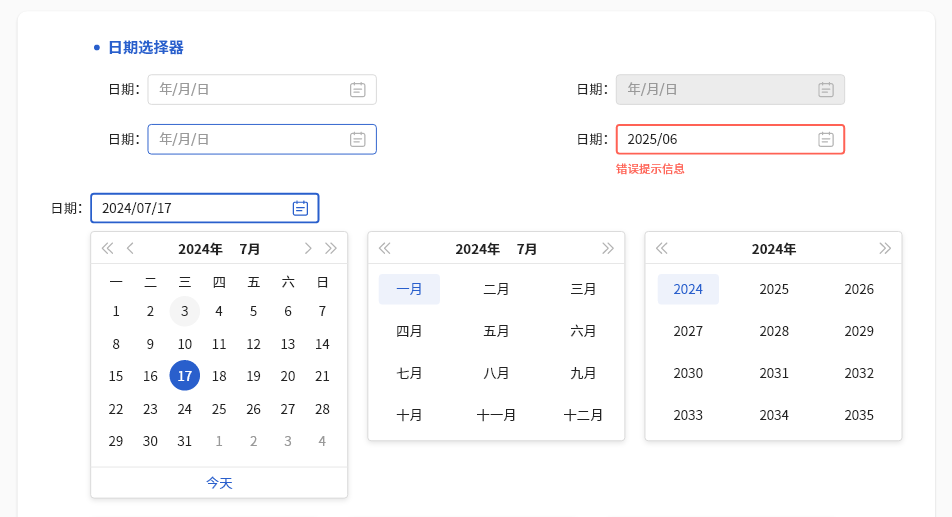 日期选择器
日期： 年/月/日
日期： 年/月/日
日期： 年/月/日
日期： 2025/06
错误提示信息
日期： 2024/07/17
2024年 7月
一 二 三 四 五 六 日
1 2 3 4 5 6 7
8 9 10 11 12 13 14
15 16 17 18 19 20 21
22 23 24 25 26 27 28
29 30 31 1 2 3 4
今天
2024年 7月
一月 二月 三月
四月 五月 六月
七月 八月 九月
十月 十一月 十二月
2024年
2024 2025 2026
2027 2028 2029
2030 2031 2032
2033 2034 2035